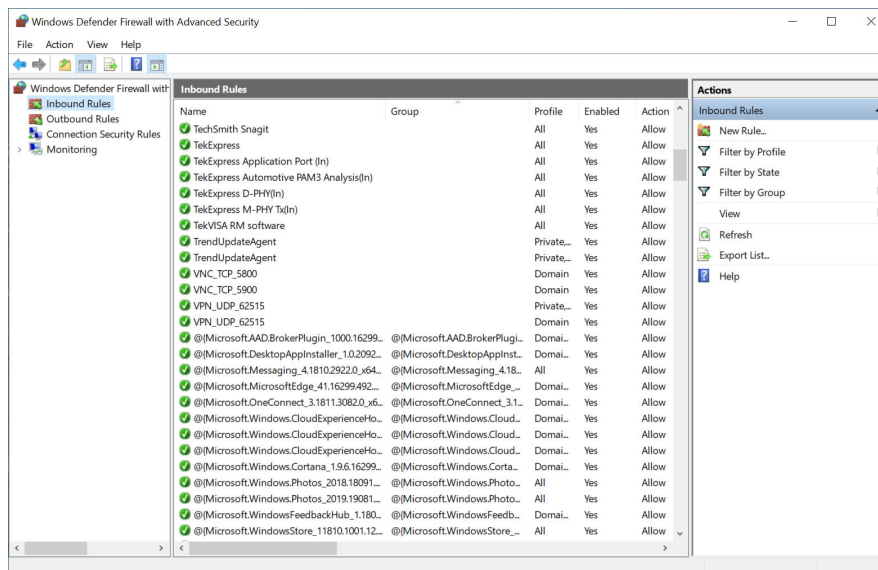 Windows Defender Firewall with Advanced Security
File Action View Help
Windows Defender Firewall with
Inbound Rules
Outbound Rules
Connection Security Rules
Monitoring
Inbound Rules
Name Group Profile Enabled Action
TechSmith Snagit All Yes Allow
TekExpress All Yes Allow
TekExpress Application Port (In) All Yes Allow
TekExpress Automotive PAM3 Analysis(In) All Yes Allow
TekExpress D-PHY(In) All Yes Allow
TekExpress M-PHY Tx(In) All Yes Allow
TekVISA RM software All Yes Allow
TrendUpdateAgent Private,... Yes Allow
TrendUpdateAgent Private,... Yes Allow
VNC_TCP_5800 Domain Yes Allow
VNC_TCP_5900 Domain Yes Allow
VPN_UDP_62515 Private,... Yes Allow
VPN_UDP_62515 Domain Yes Allow
@{Microsoft.AAD.BrokerPlugin_1000.16299... @{Microsoft.AAD.BrokerPlugi... Domai... Yes Allow
@{Microsoft.DesktopAppInstaller_1.0.2092... @{Microsoft.DesktopAppInst... Domai... Yes Allow
@{Microsoft.Messaging_4.1810.2922.0_x64... @{Microsoft.Messaging_4.18... All Yes Allow
@{Microsoft.MicrosoftEdge_41.16299.492.... @{Microsoft.MicrosoftEdge_... Domai... Yes Allow
@{Microsoft.OneConnect_3.1811.3082.0_x6... @{Microsoft.OneConnect_3.1... Domai... Yes Allow
@{Microsoft.Windows.CloudExperienceHo... @{Microsoft.Windows.Cloud... Domai... Yes Allow
@{Microsoft.Windows.CloudExperienceHo... @{Microsoft.Windows.Cloud... Domai... Yes Allow
@{Microsoft.Windows.CloudExperienceHo... @{Microsoft.Windows.Cloud... Domai... Yes Allow
@{Microsoft.Windows.Cortana_1.9.6.16299... @{Microsoft.Windows.Corta... Domai... Yes Allow
@{Microsoft.Windows.Photos_2018.18091.... @{Microsoft.Windows.Photo... All Yes Allow
@{Microsoft.Windows.Photos_2019.19081.... @{Microsoft.Windows.Photo... All Yes Allow
@{Microsoft.WindowsFeedbackHub_1.180... @{Microsoft.WindowsFeedb... Domai... Yes Allow
@{Microsoft.WindowsStore_11810.1001.12.... @{Microsoft.WindowsStore_... All Yes Allow
Actions
Inbound Rules
New Rule...
Filter by Profile
Filter by State
Filter by Group
View
Refresh
Export List...
Help